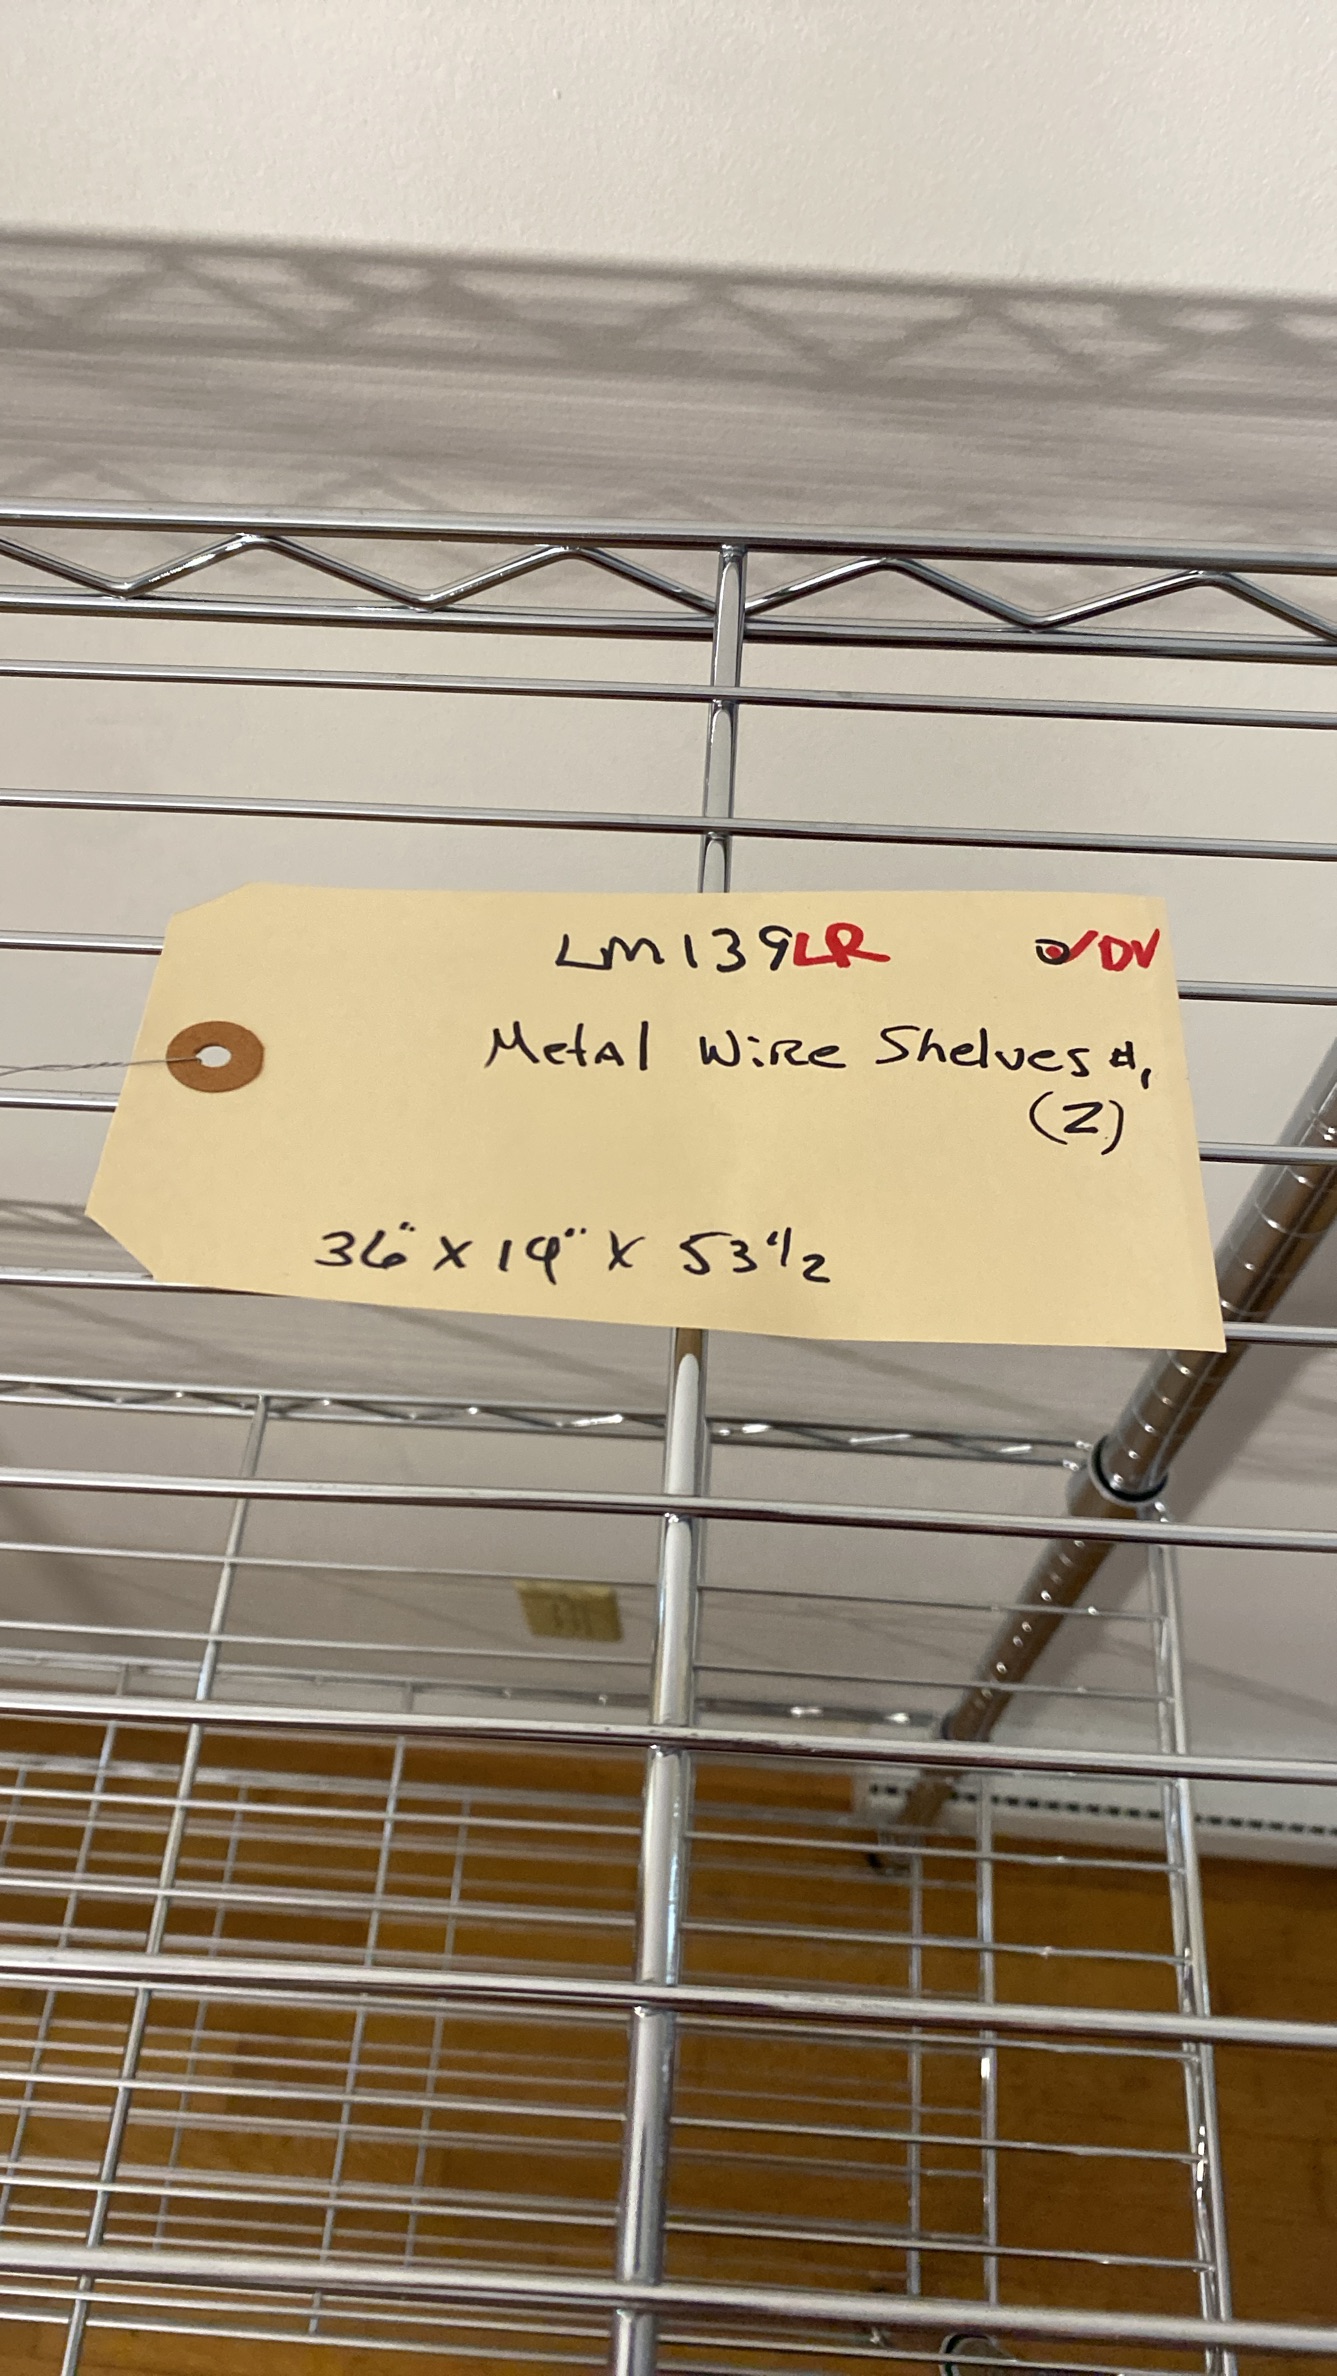 LM139LR /DV
Metal Wire Shelves #1
(2)
36" x 19" x 53 1/2